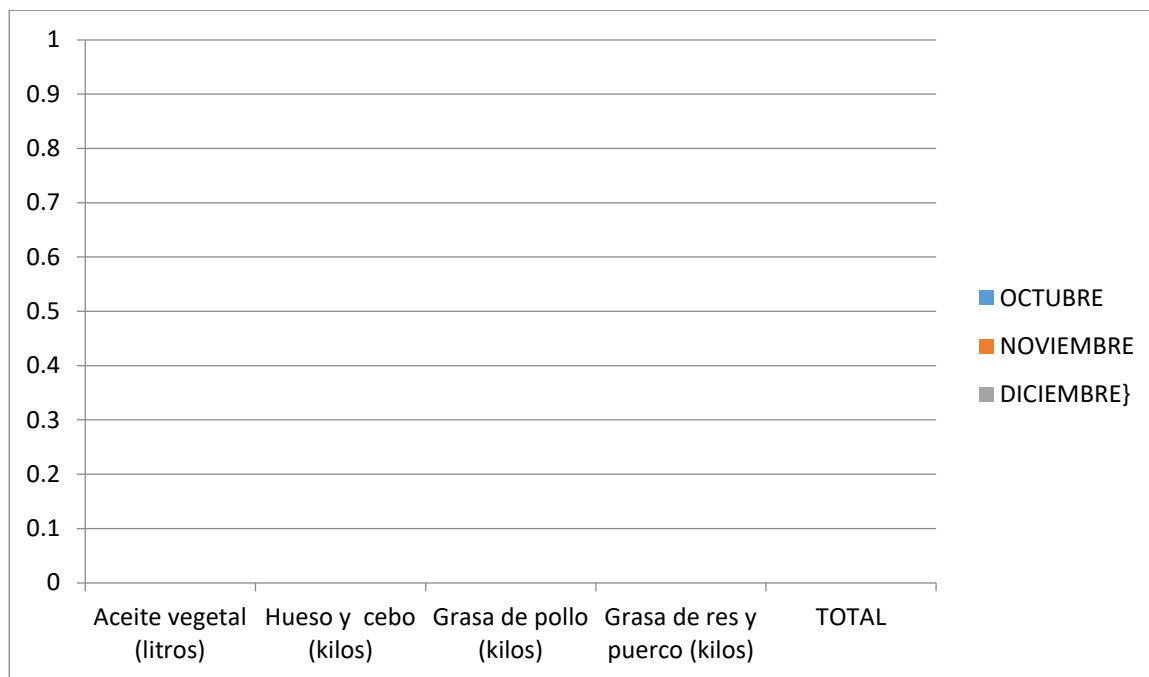 1
0.9
0.8
0.7
0.6
0.5
0.4
0.3
0.2
0.1
0
Aceite vegetal
(litros)
Hueso y cebo
(kilos)
Grasa de pollo
(kilos)
Grasa de res y
puerco (kilos)
TOTAL
OCTUBRE
NOVIEMBRE
DICIEMBRE}